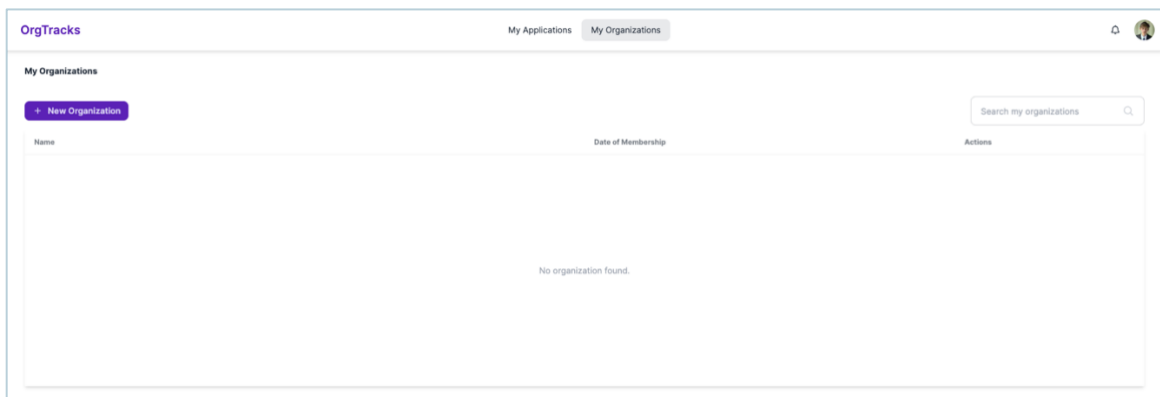 OrgTracks My Applications My Organizations
My Organizations
+ New Organization Search my organizations
Name Date of Membership Actions
No organization found.